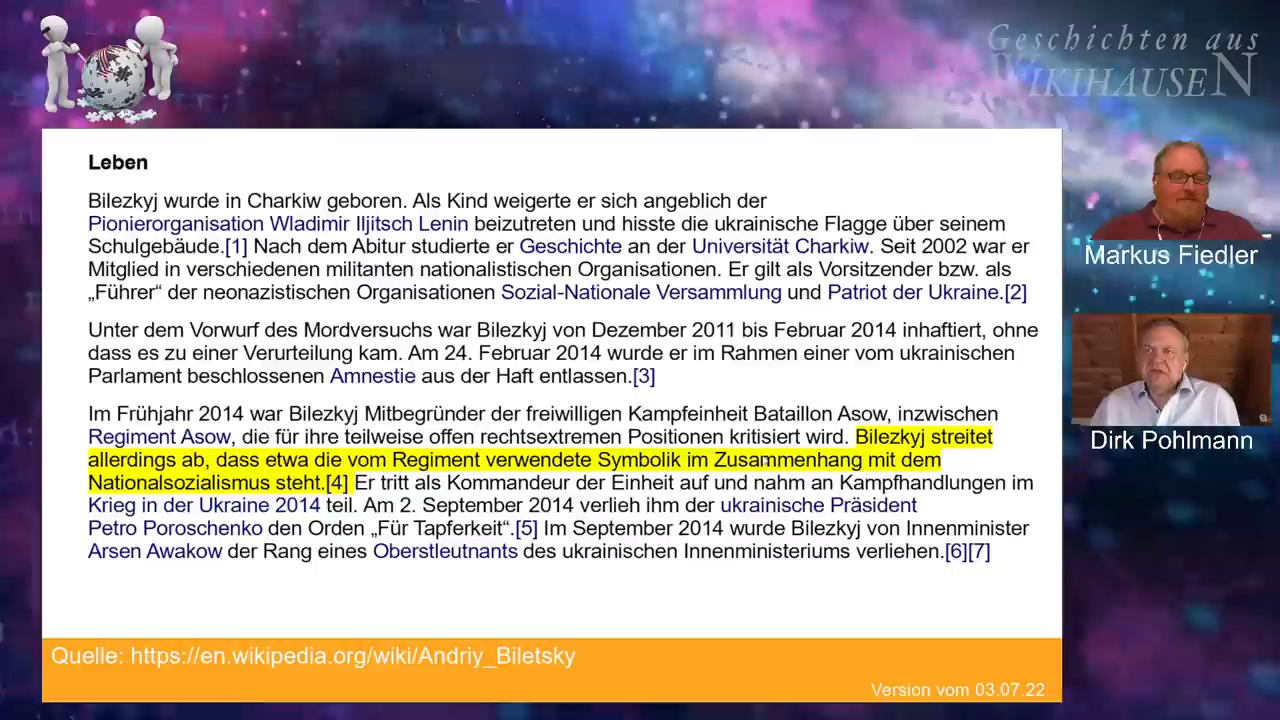 Geschichten aus
WIKIHAUSEN
Leben
Bilezkyj wurde in Charkiw geboren. Als Kind weigerte er sich angeblich der
Pionierorganisation Wladimir Iljitsch Lenin beizutreten und hisste die ukrainische Flagge über seinem
Schulgebäude.[1] Nach dem Abitur studierte er Geschichte an der Universität Charkiw. Seit 2002 war er
Mitglied in verschiedenen militanten nationalistischen Organisationen. Er gilt als Vorsitzender bzw. als
„Führer“ der neonazistischen Organisationen Sozial-Nationale Versammlung und Patriot der Ukraine.[2]
Unter dem Vorwurf des Mordversuchs war Bilezkyj von Dezember 2011 bis Februar 2014 inhaftiert, ohne
dass es zu einer Verurteilung kam. Am 24. Februar 2014 wurde er im Rahmen einer vom ukrainischen
Parlament beschlossenen Amnestie aus der Haft entlassen.[3]
Im Frühjahr 2014 war Bilezkyj Mitbegründer der freiwilligen Kampfeinheit Bataillon Asow, inzwischen
Regiment Asow, die für ihre teilweise offen rechtsextremen Positionen kritisiert wird. Bilezkyj streitet
allerdings ab, dass etwa die vom Regiment verwendete Symbolik im Zusammenhang mit dem
Nationalsozialismus steht.[4] Er tritt als Kommandeur der Einheit auf und nahm an Kampfhandlungen im
Krieg in der Ukraine 2014 teil. Am 2. September 2014 verlieh ihm der ukrainische Präsident
Petro Poroschenko den Orden „Für Tapferkeit“.[5] Im September 2014 wurde Bilezkyj von Innenminister
Arsen Awakow der Rang eines Oberstleutnants des ukrainischen Innenministeriums verliehen.[6][7]
Quelle: https://en.wikipedia.org/wiki/Andriy_Biletsky
Version vom 03.07.22
Markus Fiedler
Dirk Pohlmann